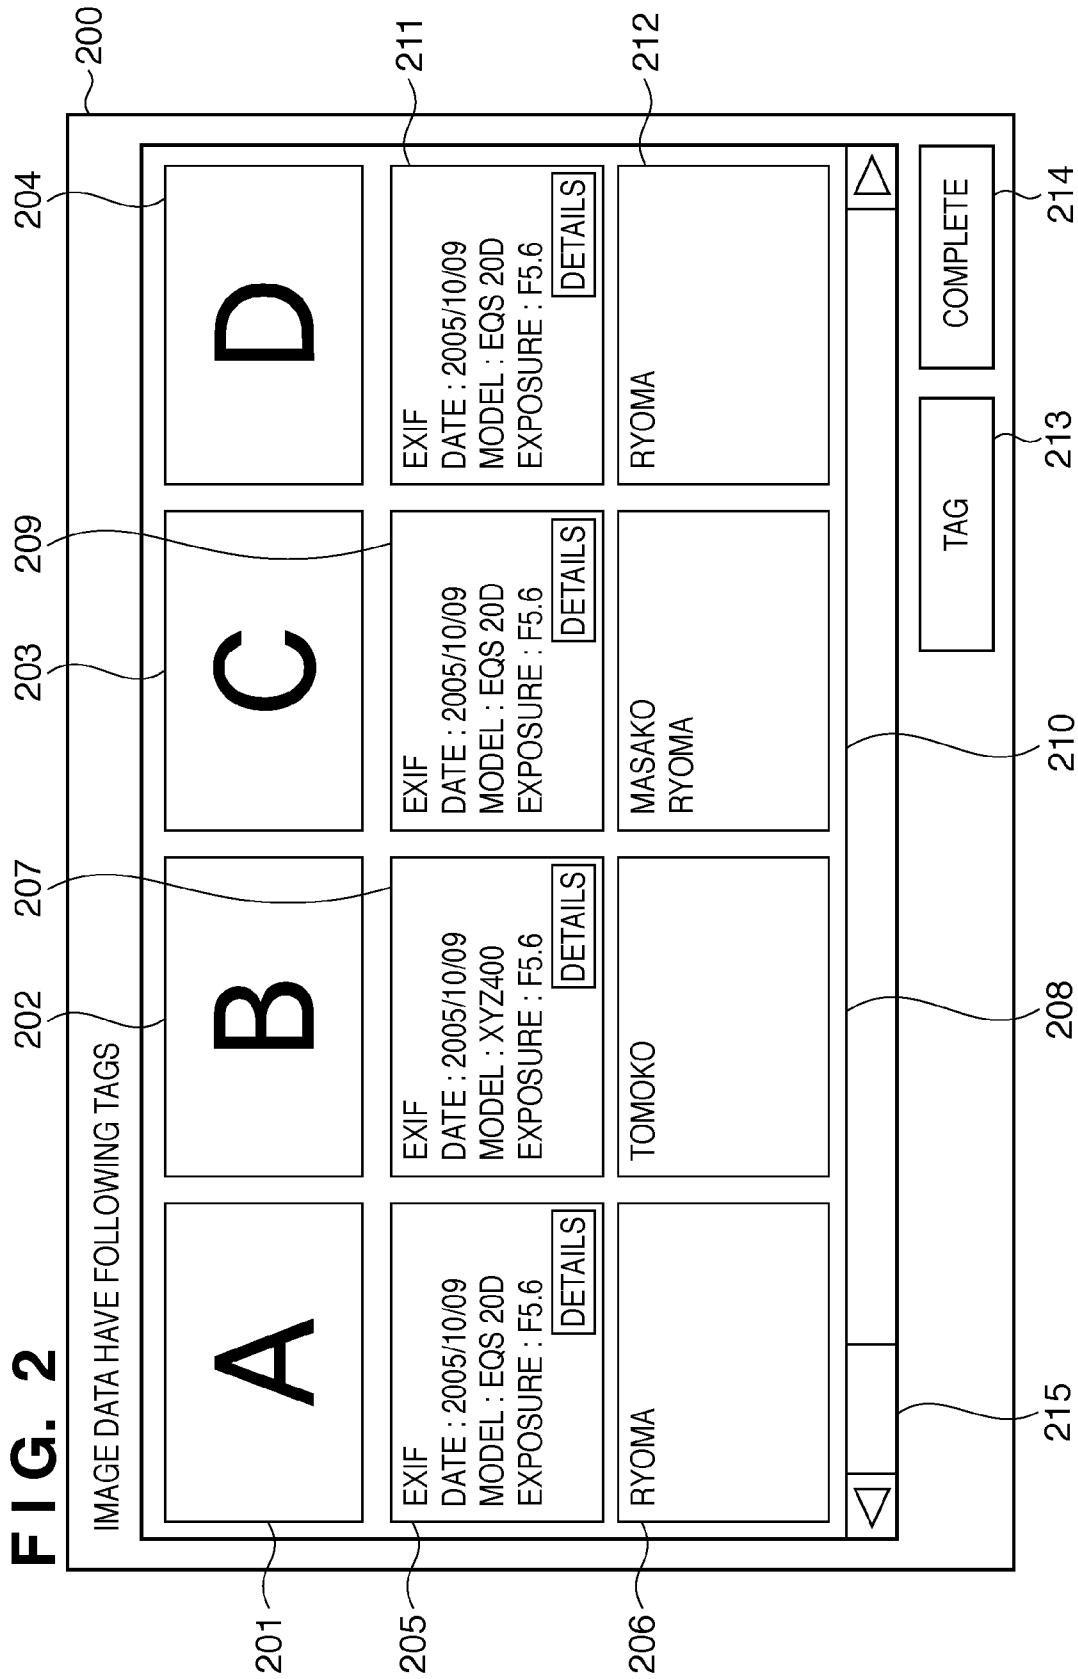 FIG. 2
200
IMAGE DATA HAVE FOLLOWING TAGS
201
202
203
204
A
B
C
D
205
207
209
211
EXIF
DATE : 2005/10/09
MODEL : EQS 20D
EXPOSURE : F5.6
DETAILS
EXIF
DATE : 2005/10/09
MODEL : XYZ400
EXPOSURE : F5.6
DETAILS
EXIF
DATE : 2005/10/09
MODEL : EQS 20D
EXPOSURE : F5.6
DETAILS
EXIF
DATE : 2005/10/09
MODEL : EQS 20D
EXPOSURE : F5.6
DETAILS
206
212
RYOMA
TOMOKO
MASAKO
RYOMA
RYOMA
TAG
COMPLETE
215
208
210
213
214